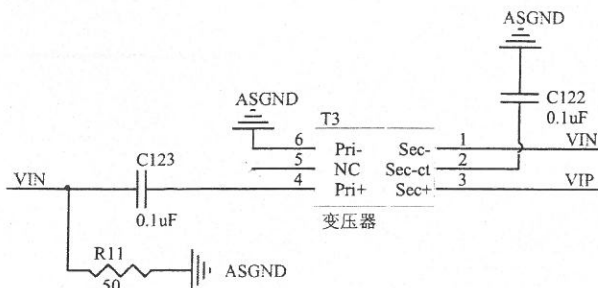 ASGND
C122
0.1uF
ASGND
T3
6 Pri- Sec- 1 VIN
5 NC Sec-ct 2
4 Pri+ Sec+ 3 VIP
变压器
VIN
C123
0.1uF
R11
50
ASGND